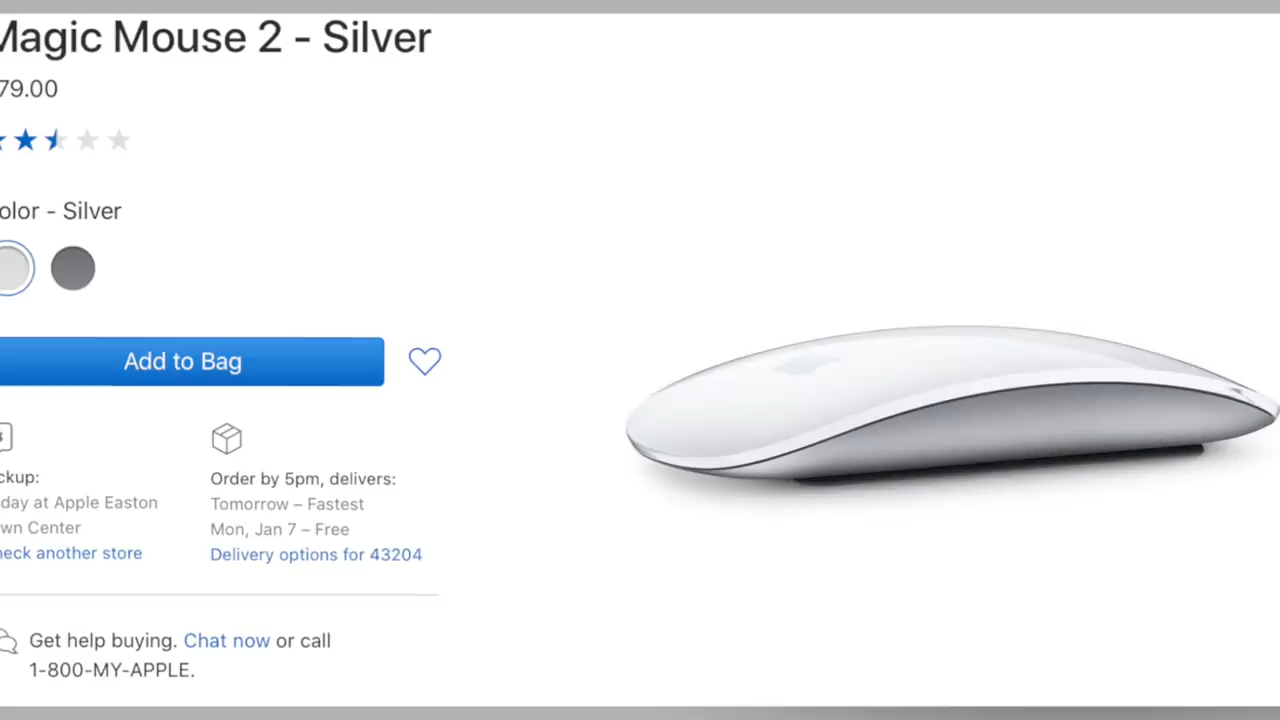 Magic Mouse 2 - Silver
79.00
olor - Silver
Add to Bag
ckup:
day at Apple Easton
wn Center
heck another store
Order by 5pm, delivers:
Tomorrow – Fastest
Mon, Jan 7 – Free
Delivery options for 43204
Get help buying. Chat now or call
1-800-MY-APPLE.